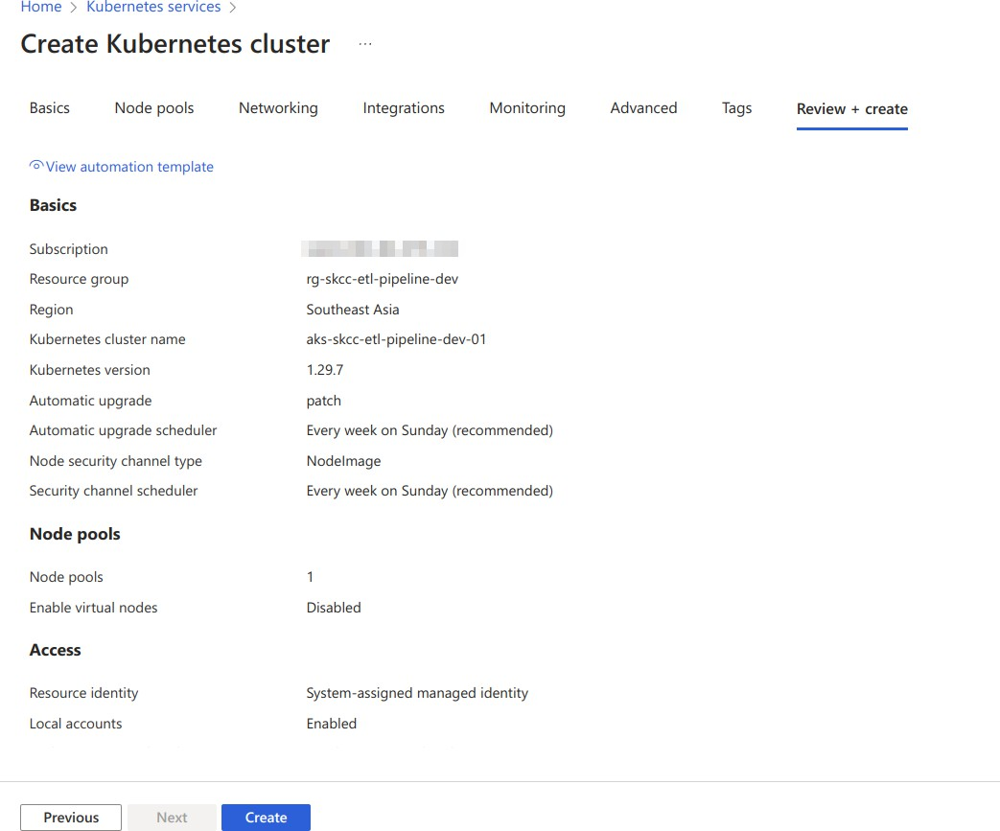 Home > Kubernetes services >
Create Kubernetes cluster ...
Basics Node pools Networking Integrations Monitoring Advanced Tags Review + create
View automation template
Basics
Subscription
Resource group rg-skcc-etl-pipeline-dev
Region Southeast Asia
Kubernetes cluster name aks-skcc-etl-pipeline-dev-01
Kubernetes version 1.29.7
Automatic upgrade patch
Automatic upgrade scheduler Every week on Sunday (recommended)
Node security channel type NodeImage
Security channel scheduler Every week on Sunday (recommended)
Node pools
Node pools 1
Enable virtual nodes Disabled
Access
Resource identity System-assigned managed identity
Local accounts Enabled
Previous Next Create